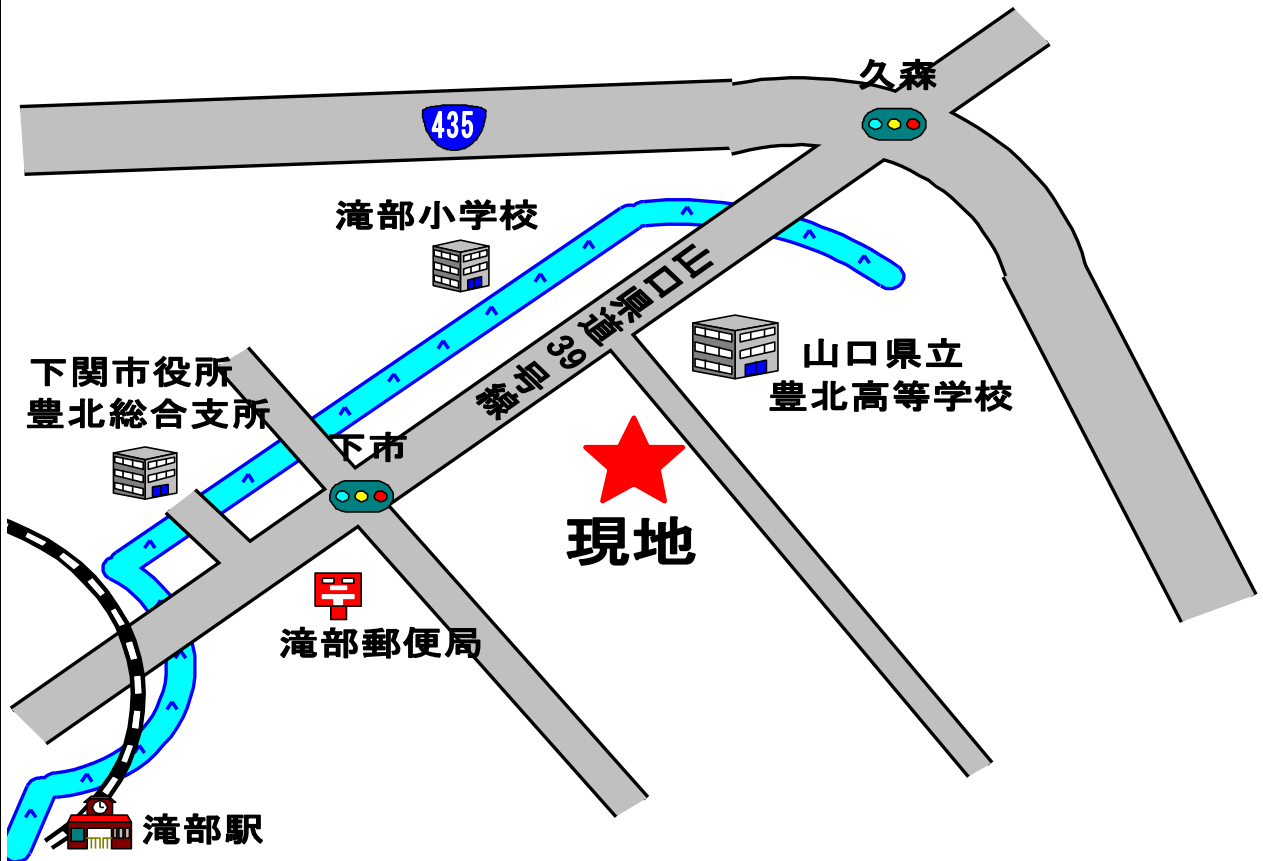 久森
435
滝部小学校
山口県道39号線
下関市役所
豊北総合支所
山口県立
豊北高等学校
下市
現地
滝部郵便局
滝部駅